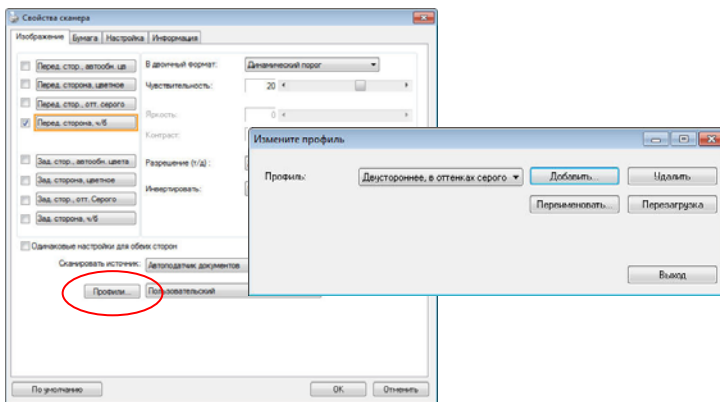 Свойства сканера
Изображение Бумага Настройка Информация
Перед. стор., автообн. цв
В двоичный формат:
Динамический порог
Перед. сторона, цветное
Чувствительность:
20
Перед. стор., отт. серого
Яркость:
0
Перед. сторона, ч/б
Контраст:
Зад. стор., автообн. цвета
Разрешение (т/д) :
Зад. сторона, цветное
Инвертировать:
Зад. стор., отт. Серого
Зад. сторона, ч/б
Одинаковые настройки для обеих сторон
Сканировать источник:
Автоподатчик документов
Профили...
Пользовательский
По умолчанию
OK
Отменить
Измените профиль
Профиль:
Двустороннее, в оттенках серого
Добавить...
Удалить
Переименовать...
Перезагрузка
Выход